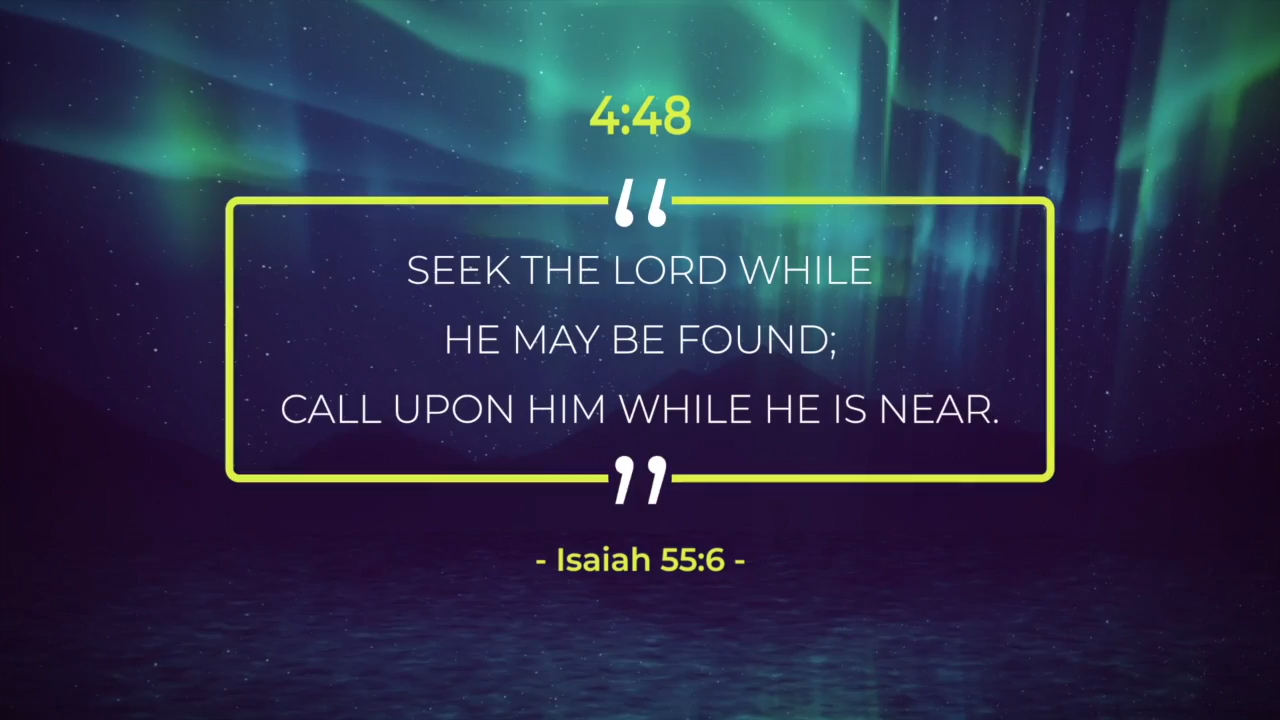 4:48
“
SEEK THE LORD WHILE
HE MAY BE FOUND;
CALL UPON HIM WHILE HE IS NEAR.
”
- Isaiah 55:6 -